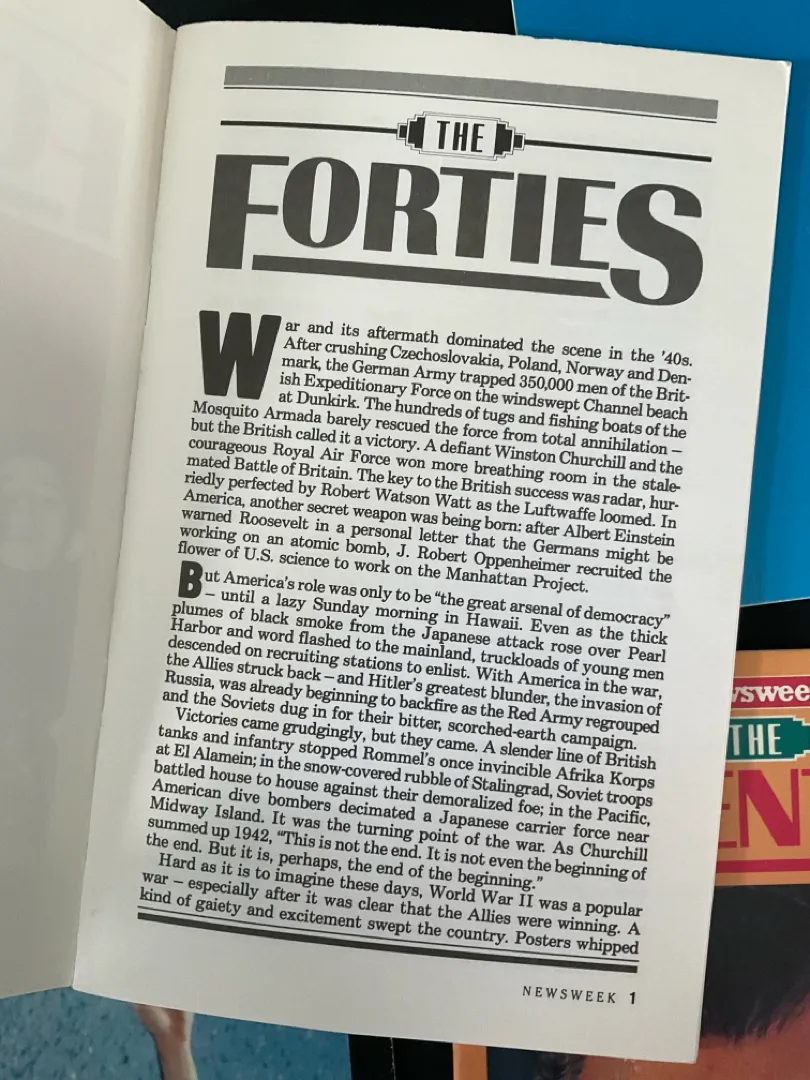 THE
FORTIES
War and its aftermath dominated the scene in the '40s.
After crushing Czechoslovakia, Poland, Norway and Den-
mark, the German Army trapped 350,000 men of the Brit-
ish Expeditionary Force on the windswept Channel beach
at Dunkirk. The hundreds of tugs and fishing boats of the
Mosquito Armada barely rescued the force from total annihilation –
but the British called it a victory. A defiant Winston Churchill and the
courageous Royal Air Force won more breathing room in the stale-
mated Battle of Britain. The key to the British success was radar, hur-
riedly perfected by Robert Watson Watt as the Luftwaffe loomed. In
America, another secret weapon was being born: after Albert Einstein
warned Roosevelt in a personal letter that the Germans might be
working on an atomic bomb, J. Robert Oppenheimer recruited the
flower of U.S. science to work on the Manhattan Project.
But America's role was only to be "the great arsenal of democracy"
– until a lazy Sunday morning in Hawaii. Even as the thick
plumes of black smoke from the Japanese attack rose over Pearl
Harbor and word flashed to the mainland, truckloads of young men
descended on recruiting stations to enlist. With America in the war,
the Allies struck back – and Hitler's greatest blunder, the invasion of
Russia, was already beginning to backfire as the Red Army regrouped
and the Soviets dug in for their bitter, scorched-earth campaign.
Victories came grudgingly, but they came. A slender line of British
tanks and infantry stopped Rommel's once invincible Afrika Korps
at El Alamein; in the snow-covered rubble of Stalingrad, Soviet troops
battled house to house against their demoralized foe; in the Pacific,
American dive bombers decimated a Japanese carrier force near
Midway Island. It was the turning point of the war. As Churchill
summed up 1942, "This is not the end. It is not even the beginning of
the end. But it is, perhaps, the end of the beginning."
Hard as it is to imagine these days, World War II was a popular
war – especially after it was clear that the Allies were winning. A
kind of gaiety and excitement swept the country. Posters whipped
NEWSWEEK 1
wswee
THE
EN